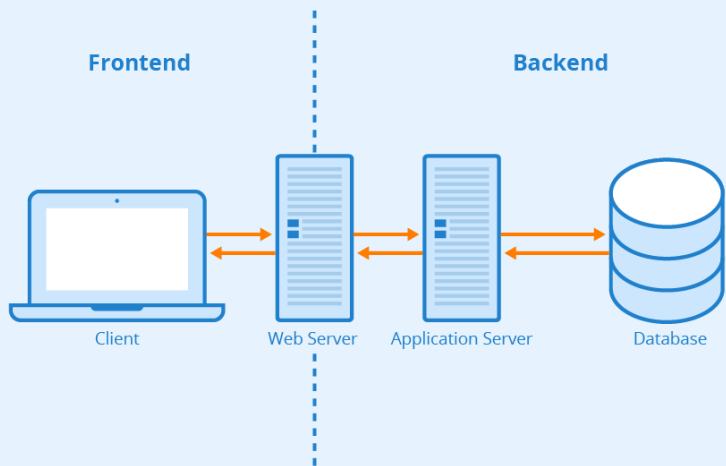 Frontend
Backend
Client
Web Server
Application Server
Database